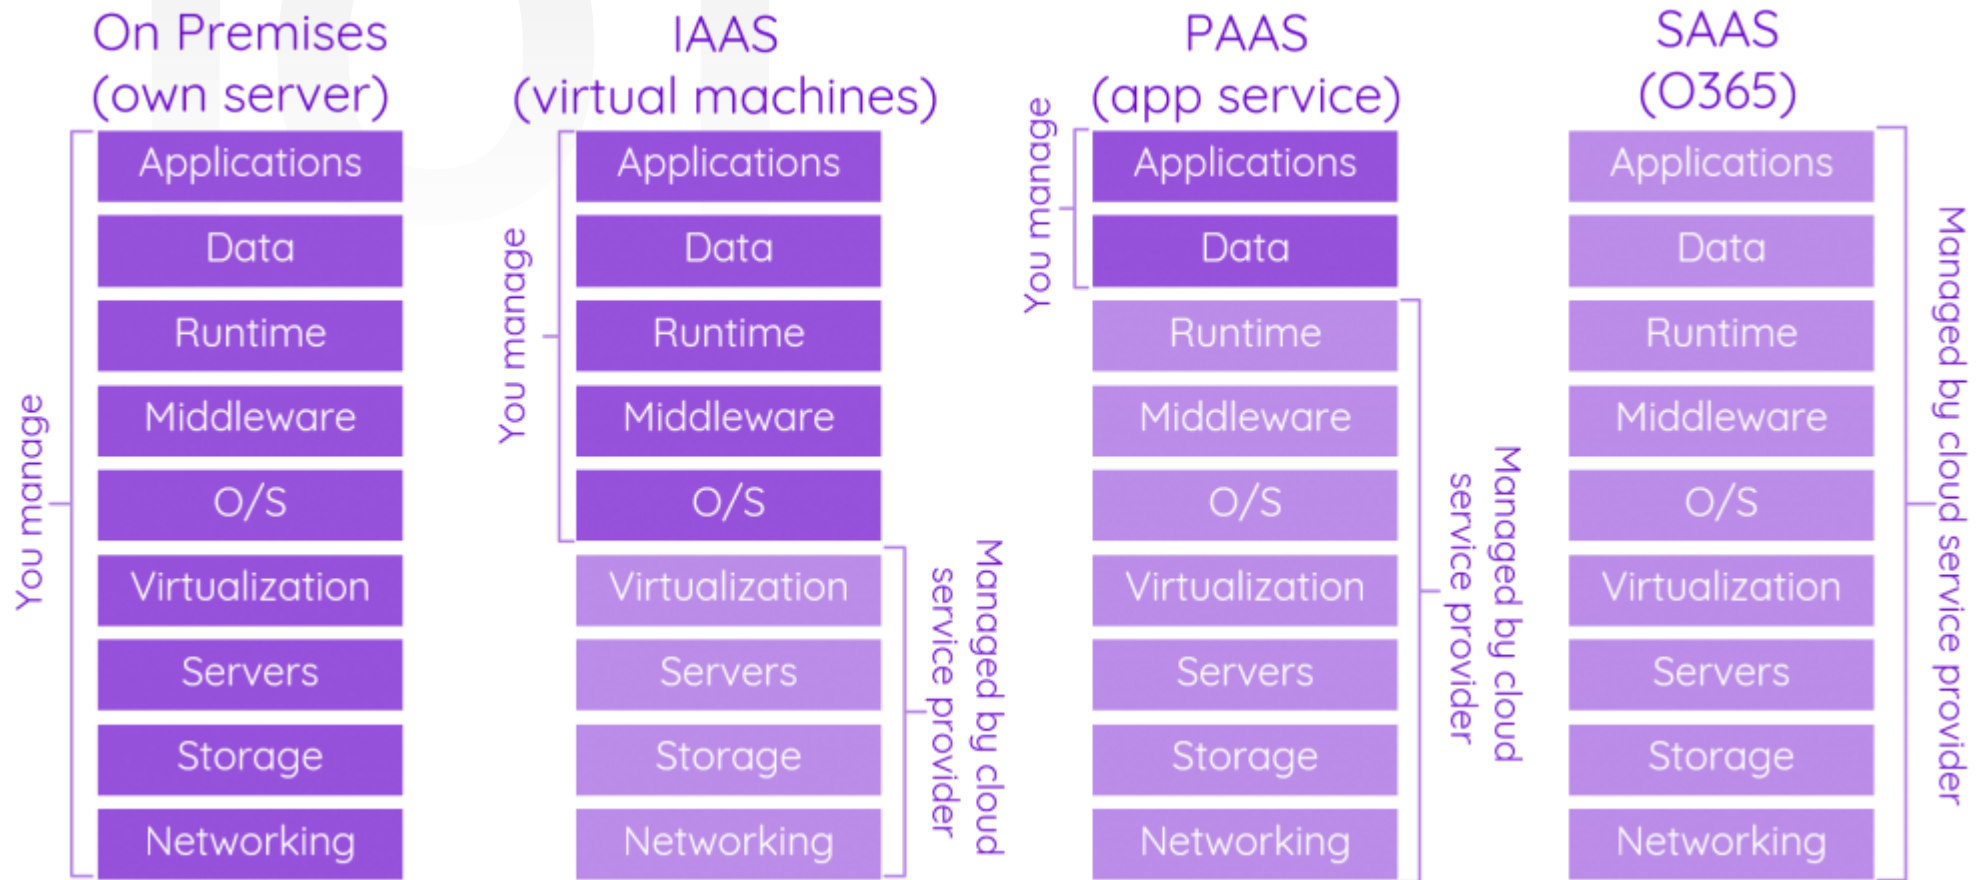 On Premises
(own server)
You manage
Applications
Data
Runtime
Middleware
O/S
Virtualization
Servers
Storage
Networking
IAAS
(virtual machines)
You manage
Applications
Data
Runtime
Middleware
O/S
Virtualization
Servers
Storage
Networking
Managed by cloud
service provider
PAAS
(app service)
You manage
Applications
Data
Runtime
Middleware
O/S
Virtualization
Servers
Storage
Networking
Managed by cloud
service provider
SAAS
(O365)
Applications
Data
Runtime
Middleware
O/S
Virtualization
Servers
Storage
Networking
Managed by cloud service provider